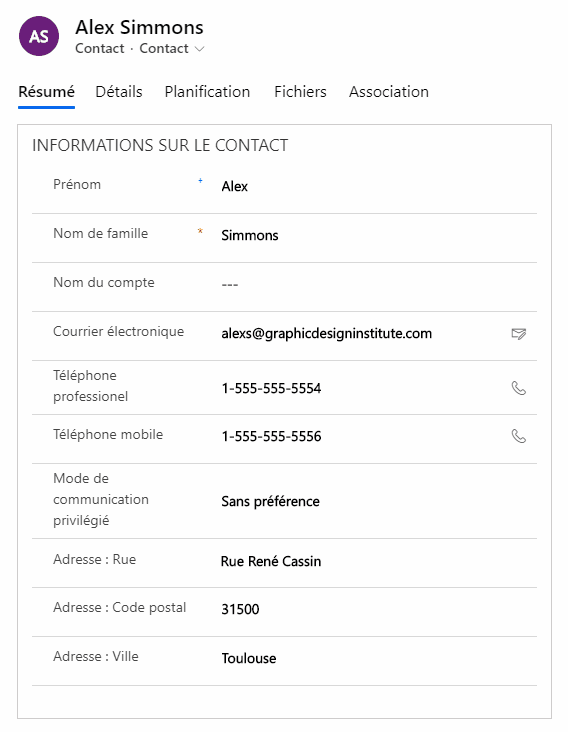 AS
Alex Simmons
Contact · Contact
Résumé Détails Planification Fichiers Association
INFORMATIONS SUR LE CONTACT
Prénom + Alex
Nom de famille * Simmons
Nom du compte ---
Courrier électronique alexs@graphicdesigninstitute.com
Téléphone
professionel 1-555-555-5554
Téléphone mobile 1-555-555-5556
Mode de
communication
privilégié Sans préférence
Adresse : Rue Rue René Cassin
Adresse : Code postal 31500
Adresse : Ville Toulouse